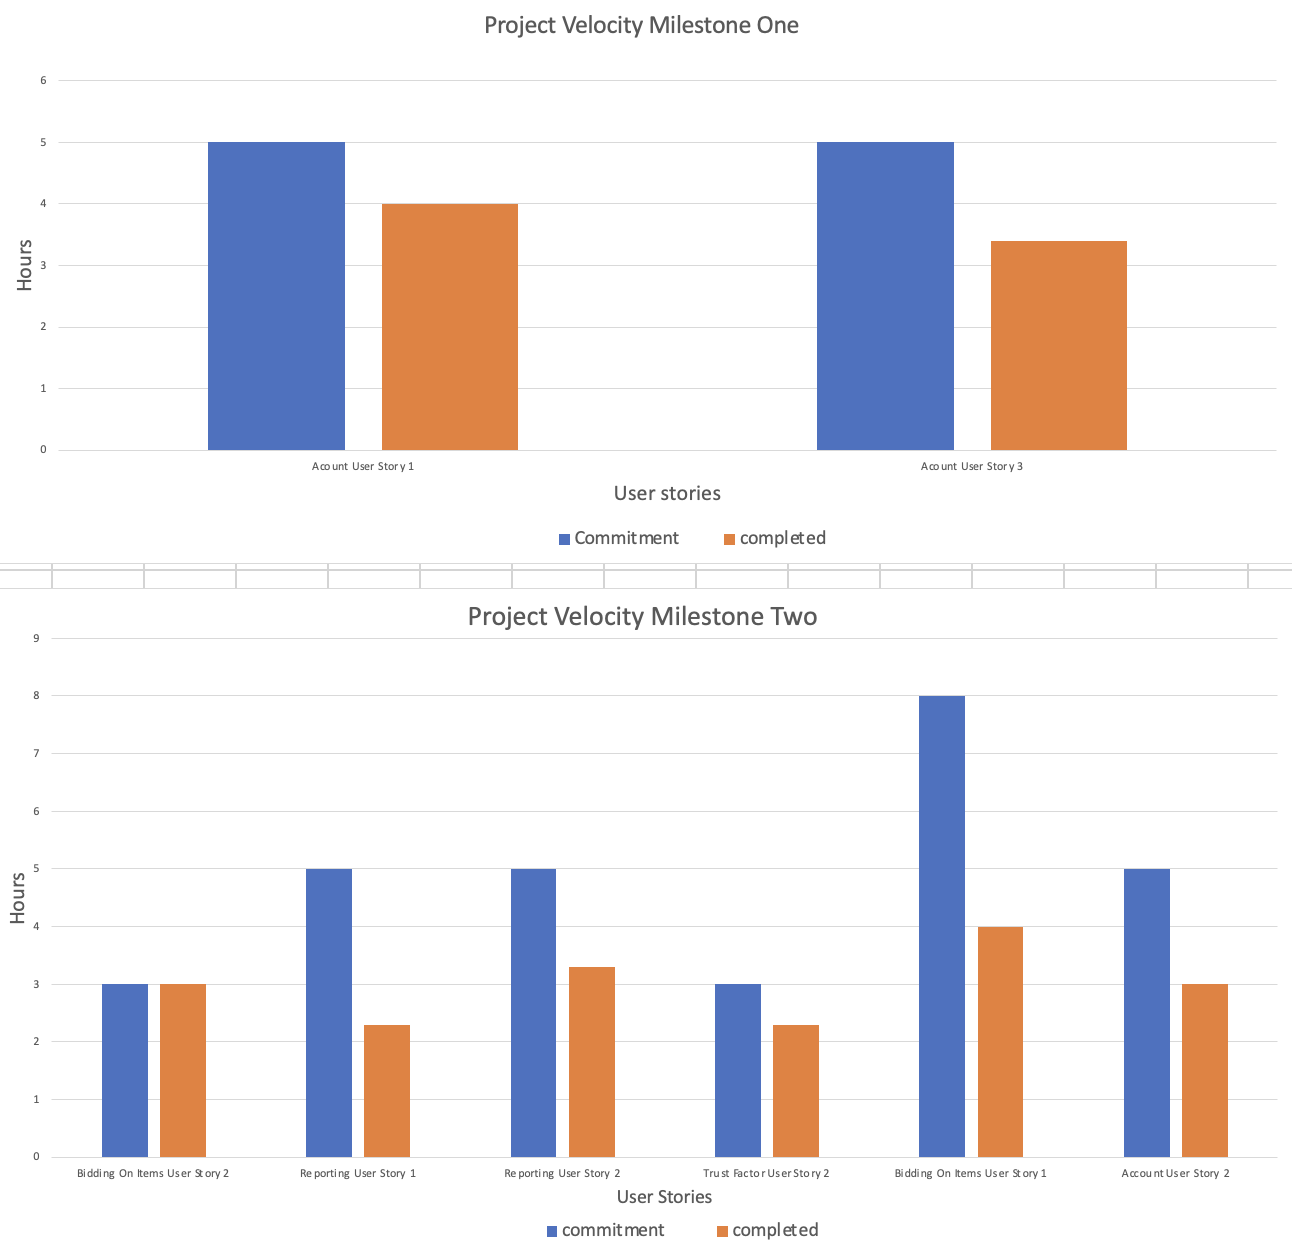 Project Velocity Milestone One
6
5
4
3
2
1
0
Hours
Acount User Story 1
Acount User Story 3
User stories
Commitment completed
Project Velocity Milestone Two
9
8
7
6
5
4
3
2
1
0
Hours
Bidding On Items User Story 2 Reporting User Story 1 Reporting User Story 2 Trust Factor User Story 2 Bidding On Items User Story 1 Account User Story 2
User Stories
commitment completed